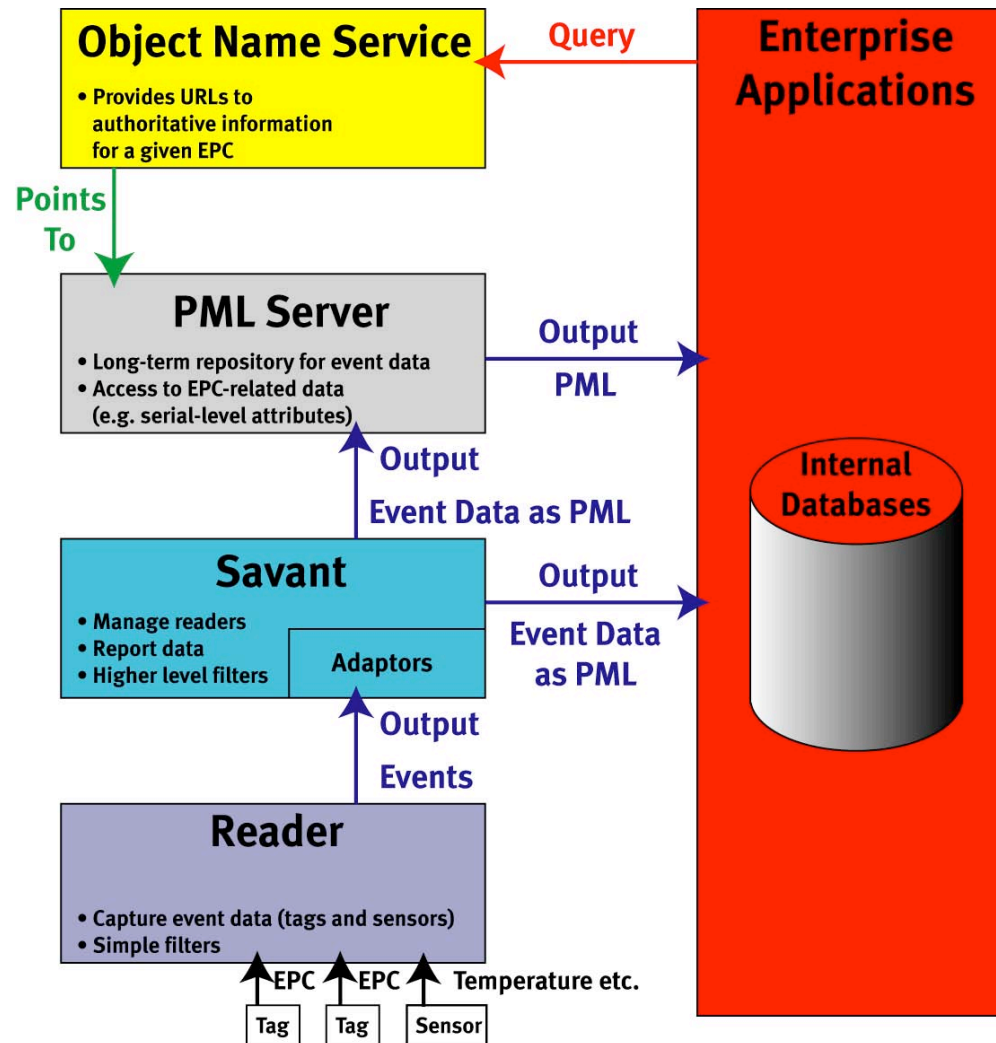 Object Name Service
• Provides URLs to
authoritative information
for a given EPC
Query
Enterprise
Applications
Points
To
PML Server
• Long-term repository for event data
• Access to EPC-related data
(e.g. serial-level attributes)
Output
PML
Output
Event Data as PML
Internal
Databases
Savant
• Manage readers
• Report data
• Higher level filters
Adaptors
Output
Event Data
as PML
Output
Events
Reader
• Capture event data (tags and sensors)
• Simple filters
EPC
EPC
Temperature etc.
Tag
Tag
Sensor